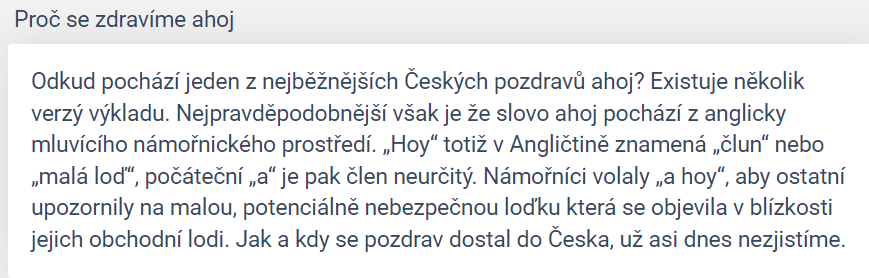 Proč se zdravíme ahoj
Odkud pochází jeden z nejběžnějších Českých pozdravů ahoj? Existuje několik
verzý výkladu. Nejpravděpodobnější však je že slovo ahoj pochází z anglicky
mluvícího námořnického prostředí. „Hoy“ totiž v Angličtině znamená „člun“ nebo
„malá loď“‘, počáteční „a“ je pak člen neurčitý. Námořníci volaly „a hoy“, aby ostatní
upozornily na malou, potenciálně nebezpečnou loďku která se objevila v blízkosti
jejich obchodní lodi. Jak a kdy se pozdrav dostal do Česka, už asi dnes nezjistíme.